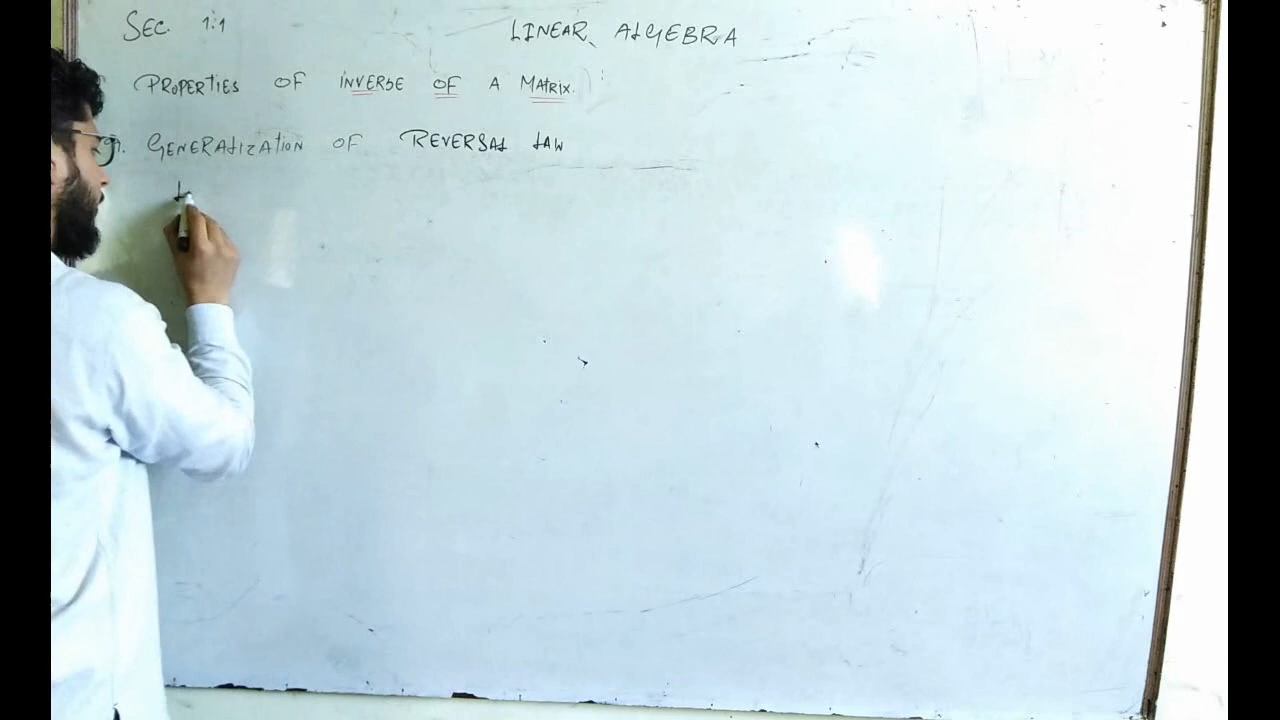 SEC. 1.1
LINEAR ALGEBRA
PROPERTIES OF INVERSE OF A MATRIX.
GENERALIZATION OF REVERSAL LAW